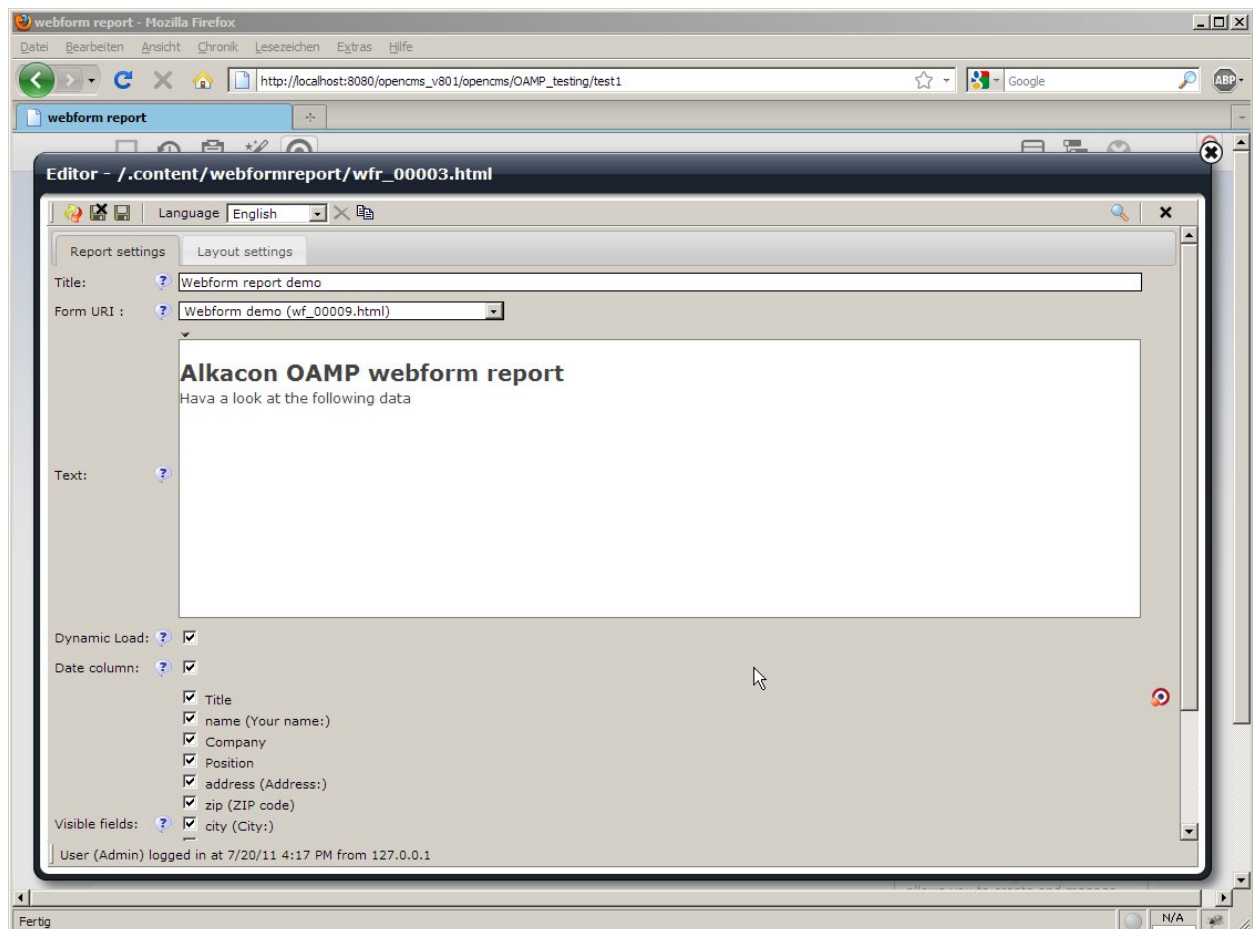 webform report - Mozilla Firefox
Datei Bearbeiten Ansicht Chronik Lesezeichen Extras Hilfe
http://localhost:8080/opencms_v801/opencms/OAMP_testing/test1
Google
ABP
webform report
Editor - /.content/webformreport/wfr_00003.html
Language English
Report settings Layout settings
Title: Webform report demo
Form URI : Webform demo (wf_00009.html)
Alkacon OAMP webform report
Hava a look at the following data
Text:
Dynamic Load:
Date column:
Title
name (Your name:)
Company
Position
address (Address:)
zip (ZIP code)
Visible fields: city (City:)
User (Admin) logged in at 7/20/11 4:17 PM from 127.0.0.1
Fertig
N/A